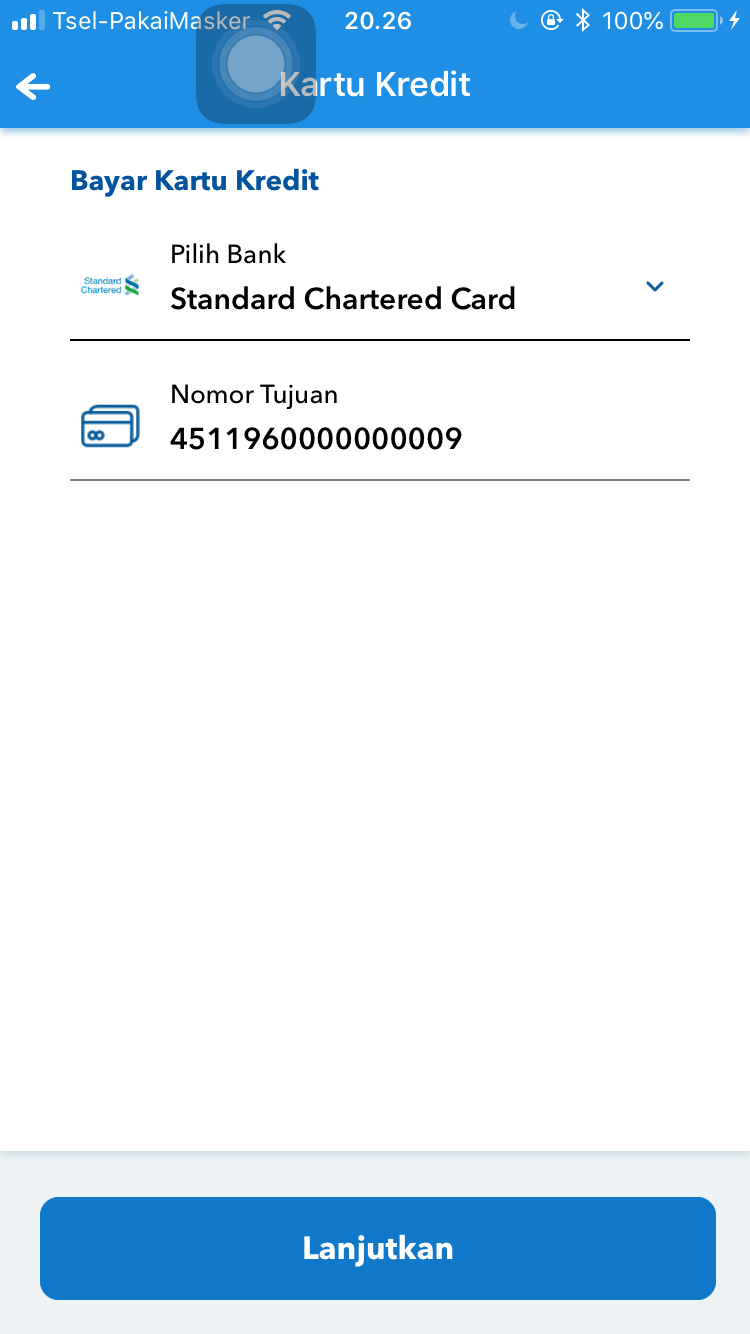 Tsel-PakaiMasker 20.26 100%
Kartu Kredit
Bayar Kartu Kredit
Pilih Bank
Standard Chartered
Standard Chartered Card
Nomor Tujuan
4511960000000009
Lanjutkan